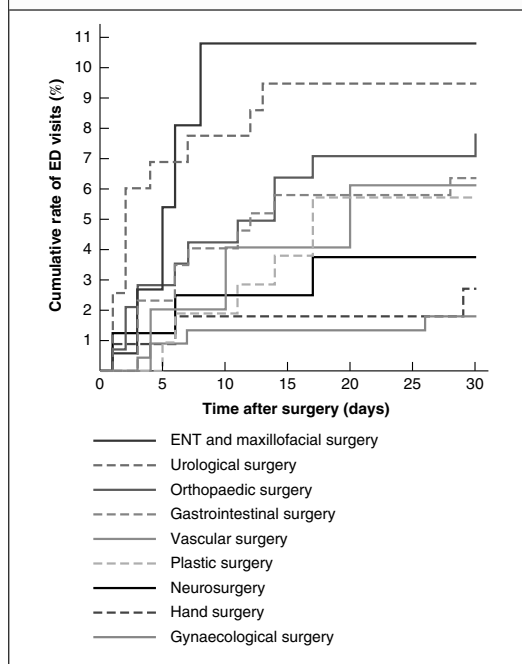 11
10
9
8
7
6
5
4
3
2
1
Cumulative rate of ED visits (%)
0 5 10 15 20 25 30
Time after surgery (days)
ENT and maxillofacial surgery
Urological surgery
Orthopaedic surgery
Gastrointestinal surgery
Vascular surgery
Plastic surgery
Neurosurgery
Hand surgery
Gynaecological surgery